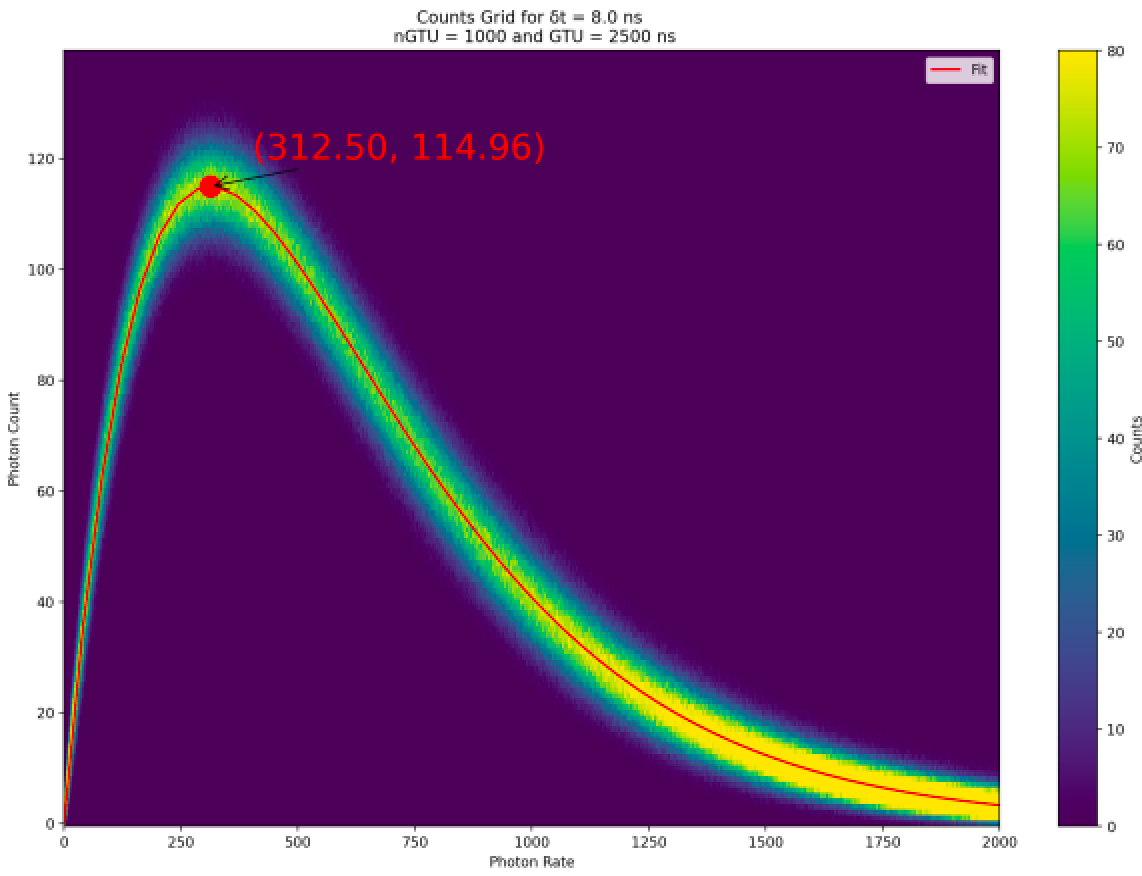 Counts Grid for δt = 8.0 ns
nGTU = 1000 and GTU = 2500 ns
Fit
(312.50, 114.96)
120
100
80
60
40
20
0
Photon Count
0 250 500 750 1000 1250 1500 1750 2000
Photon Rate
80
70
60
50
40
30
20
10
0
Counts